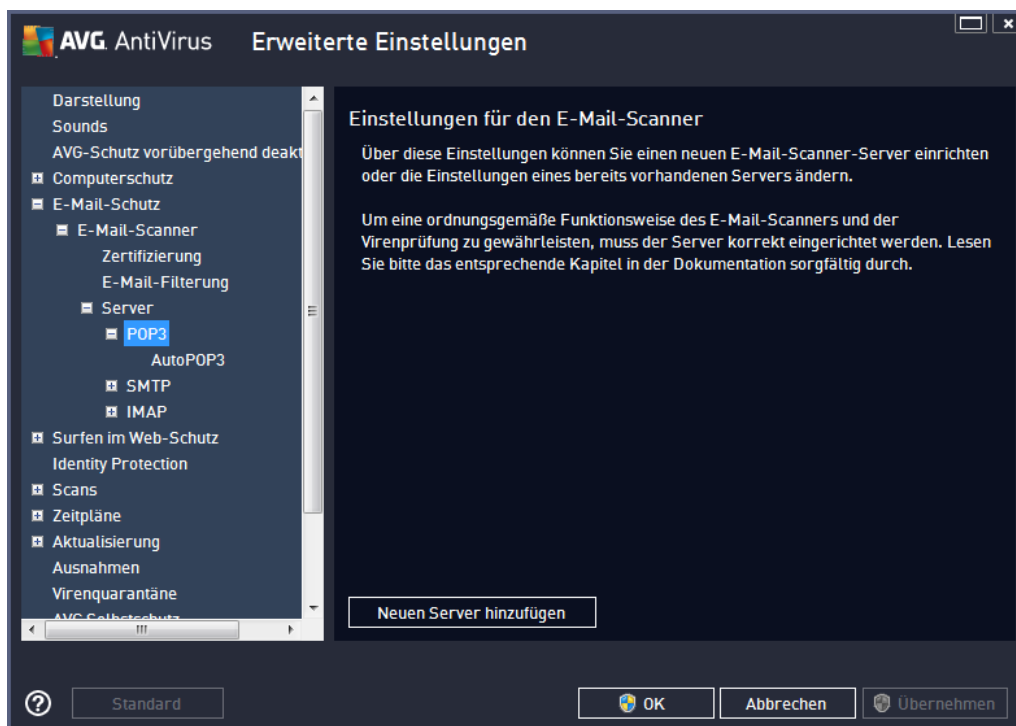 AVG. AntiVirus Erweiterte Einstellungen
Darstellung
Sounds
AVG-Schutz vorübergehend deakt
Computerschutz
E-Mail-Schutz
E-Mail-Scanner
Zertifizierung
E-Mail-Filterung
Server
POP3
AutoPOP3
SMTP
IMAP
Surfen im Web-Schutz
Identity Protection
Scans
Zeitpläne
Aktualisierung
Ausnahmen
Virenquarantäne
AVG Selbstschutz
Einstellungen für den E-Mail-Scanner
Über diese Einstellungen können Sie einen neuen E-Mail-Scanner-Server einrichten
oder die Einstellungen eines bereits vorhandenen Servers ändern.
Um eine ordnungsgemäße Funktionsweise des E-Mail-Scanners und der
Virenprüfung zu gewährleisten, muss der Server korrekt eingerichtet werden. Lesen
Sie bitte das entsprechende Kapitel in der Dokumentation sorgfältig durch.
Neuen Server hinzufügen
Standard
OK
Abbrechen
Übernehmen